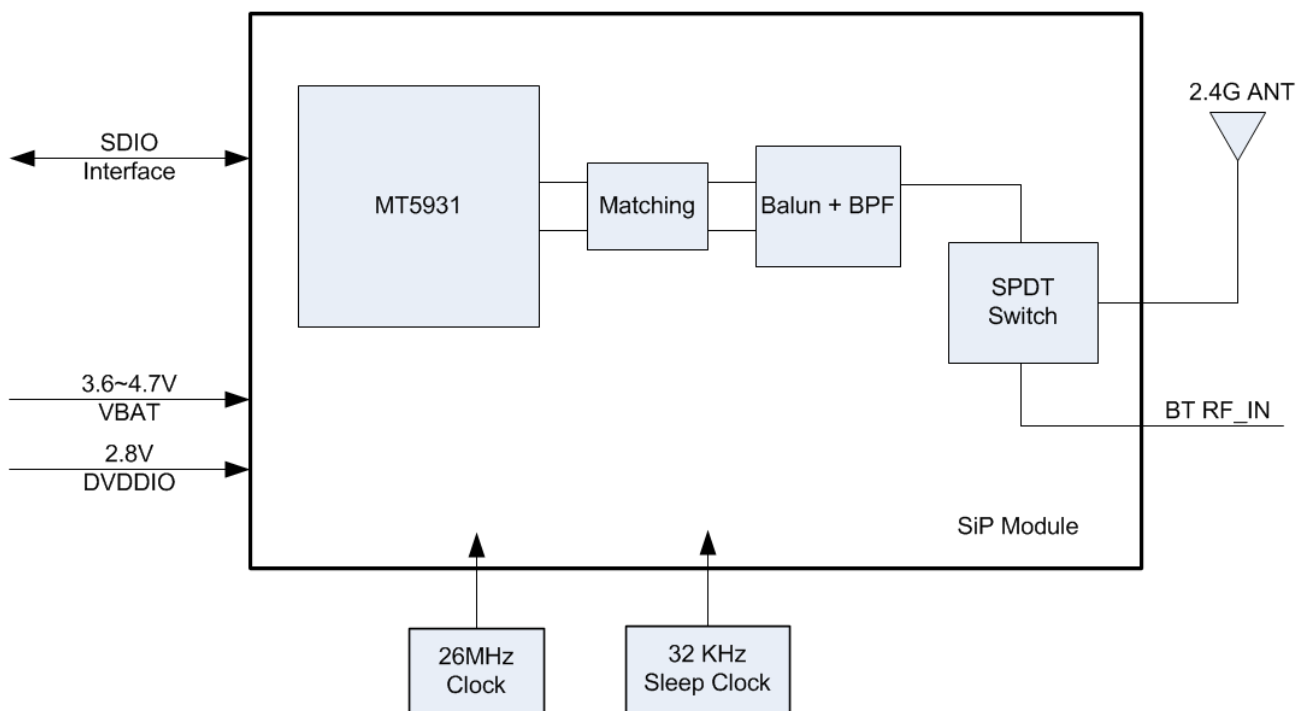 2.4G ANT
SDIO
Interface
MT5931
Matching
Balun + BPF
SPDT
Switch
3.6~4.7V
VBAT
BT RF_IN
2.8V
DVDDIO
SiP Module
26MHz
Clock
32 KHz
Sleep Clock